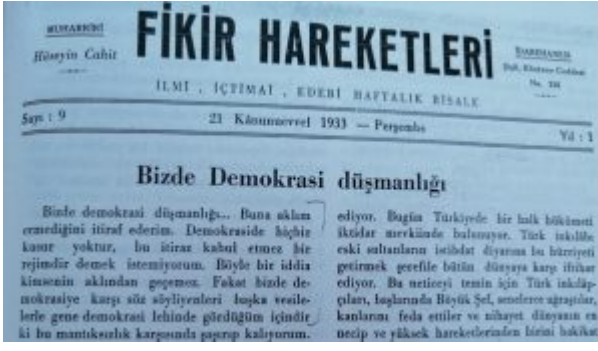 MUHARRİRİ
Hüseyin Cahit
FİKİR HAREKETLERİ
İLMİ , İÇTİMAİ , EDEBİ HAFTALIK RİSALE
Sayı : 9
21 Kânunuevvel 1933 — Perşembe
Yıl : 1
Bizde Demokrasi düşmanlığı
Bizde demokrasi düşmanlığı... Buna aklım
ermediğini itiraf ederim. Demokraside hiçbir
kusur yoktur, bu itiraz kabul etmez bir
rejimdir demek istemiyorum. Böyle bir iddia
kimsenin aklından geçemez. Fakat bizde de-
mokrasiye karşı söz söyliyenleri başka vesile-
lerle gene demokrasi lehinde gördüğüm içindir
ki bu mantıksızlık karşısında şaşırıp kalıyorum.
ediyor. Bugün Türkiyede bir halk hükûmeti
iktidar mevkiinde bulunuyor. Türk inkılâbı
eski sultanların istibdat diyarına bu hürriyeti
getirmek şerefile bütün dünyaya karşı iftihar
ediyor. Bu neticeyi temin için Türk inkılâp-
çıları, başlarında Büyük Şef, senelerce uğraştılar,
kanlarını feda ettiler ve nihayet dünyanın en
necip ve yüksek hareketlerinden birini hakikat